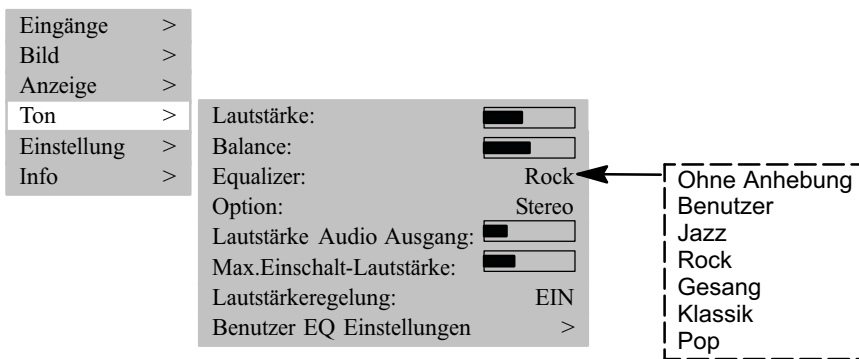 Eingänge >
Bild >
Anzeige >
Ton >
Einstellung >
Info >
Lautstärke:
Balance:
Equalizer: Rock
Option: Stereo
Lautstärke Audio Ausgang:
Max.Einschalt-Lautstärke:
Lautstärkeregelung: EIN
Benutzer EQ Einstellungen >
Ohne Anhebung
Benutzer
Jazz
Rock
Gesang
Klassik
Pop